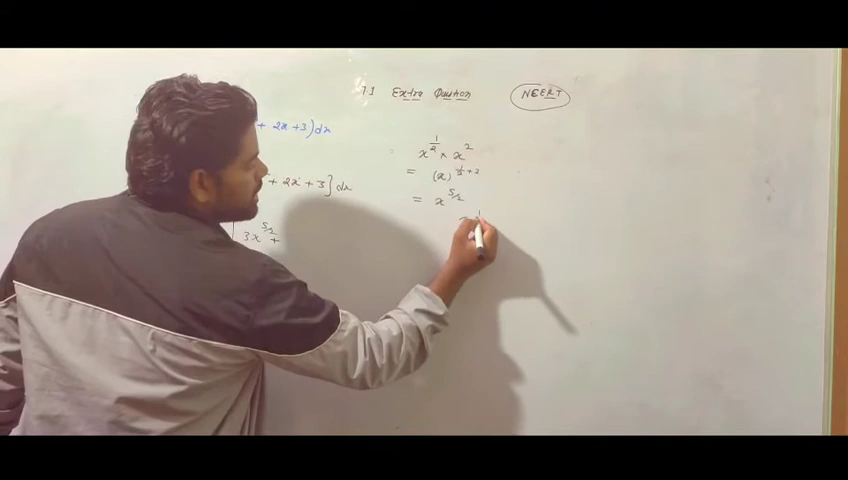 7.1 Extra Question NCERT
+ 2x + 3) dx
+ 2x + 3 ] dx
3x^{5/2} +
x^{1/2} × x^2
= (x)^{1/2 + 2}
= x^{5/2}